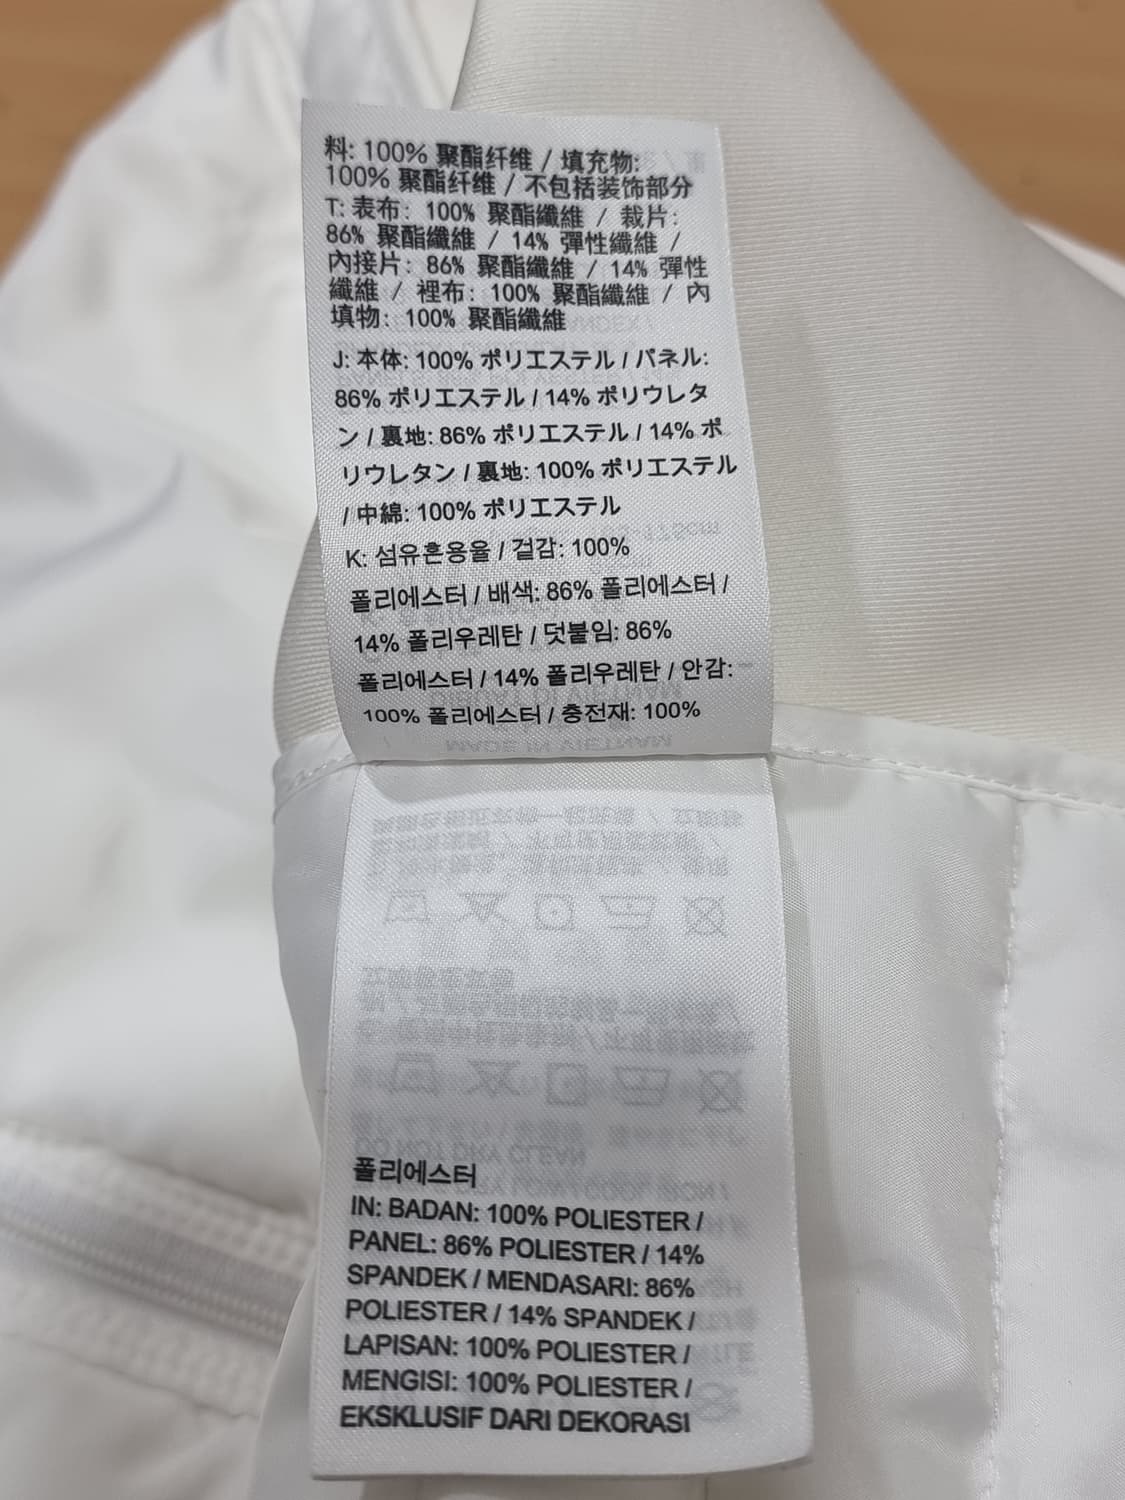 料: 100% 聚酯纤维 / 填充物:
100% 聚酯纤维 / 不包括装饰部分
T: 表布: 100% 聚酯纖維 / 裁片:
86% 聚酯纖維 / 14% 彈性纖維 /
內接片: 86% 聚酯纖維 / 14% 彈性
纖維 / 裡布: 100% 聚酯纖維 / 內
填物: 100% 聚酯纖維
J: 本体: 100% ポリエステル / パネル:
86% ポリエステル / 14% ポリウレタ
ン / 裏地: 86% ポリエステル / 14% ポ
リウレタン / 裏地: 100% ポリエステル
/ 中綿: 100% ポリエステル
K: 섬유혼용율 / 겉감: 100%
폴리에스터 / 배색: 86% 폴리에스터 /
14% 폴리우레탄 / 덧붙임: 86%
폴리에스터 / 14% 폴리우레탄 / 안감:
100% 폴리에스터 / 충전재: 100%
MADE IN VIETNAM
DO NOT DRY CLEAN
폴리에스터
IN: BADAN: 100% POLIESTER /
PANEL: 86% POLIESTER / 14%
SPANDEK / MENDASARI: 86%
POLIESTER / 14% SPANDEK /
LAPISAN: 100% POLIESTER /
MENGISI: 100% POLIESTER /
EKSKLUSIF DARI DEKORASI